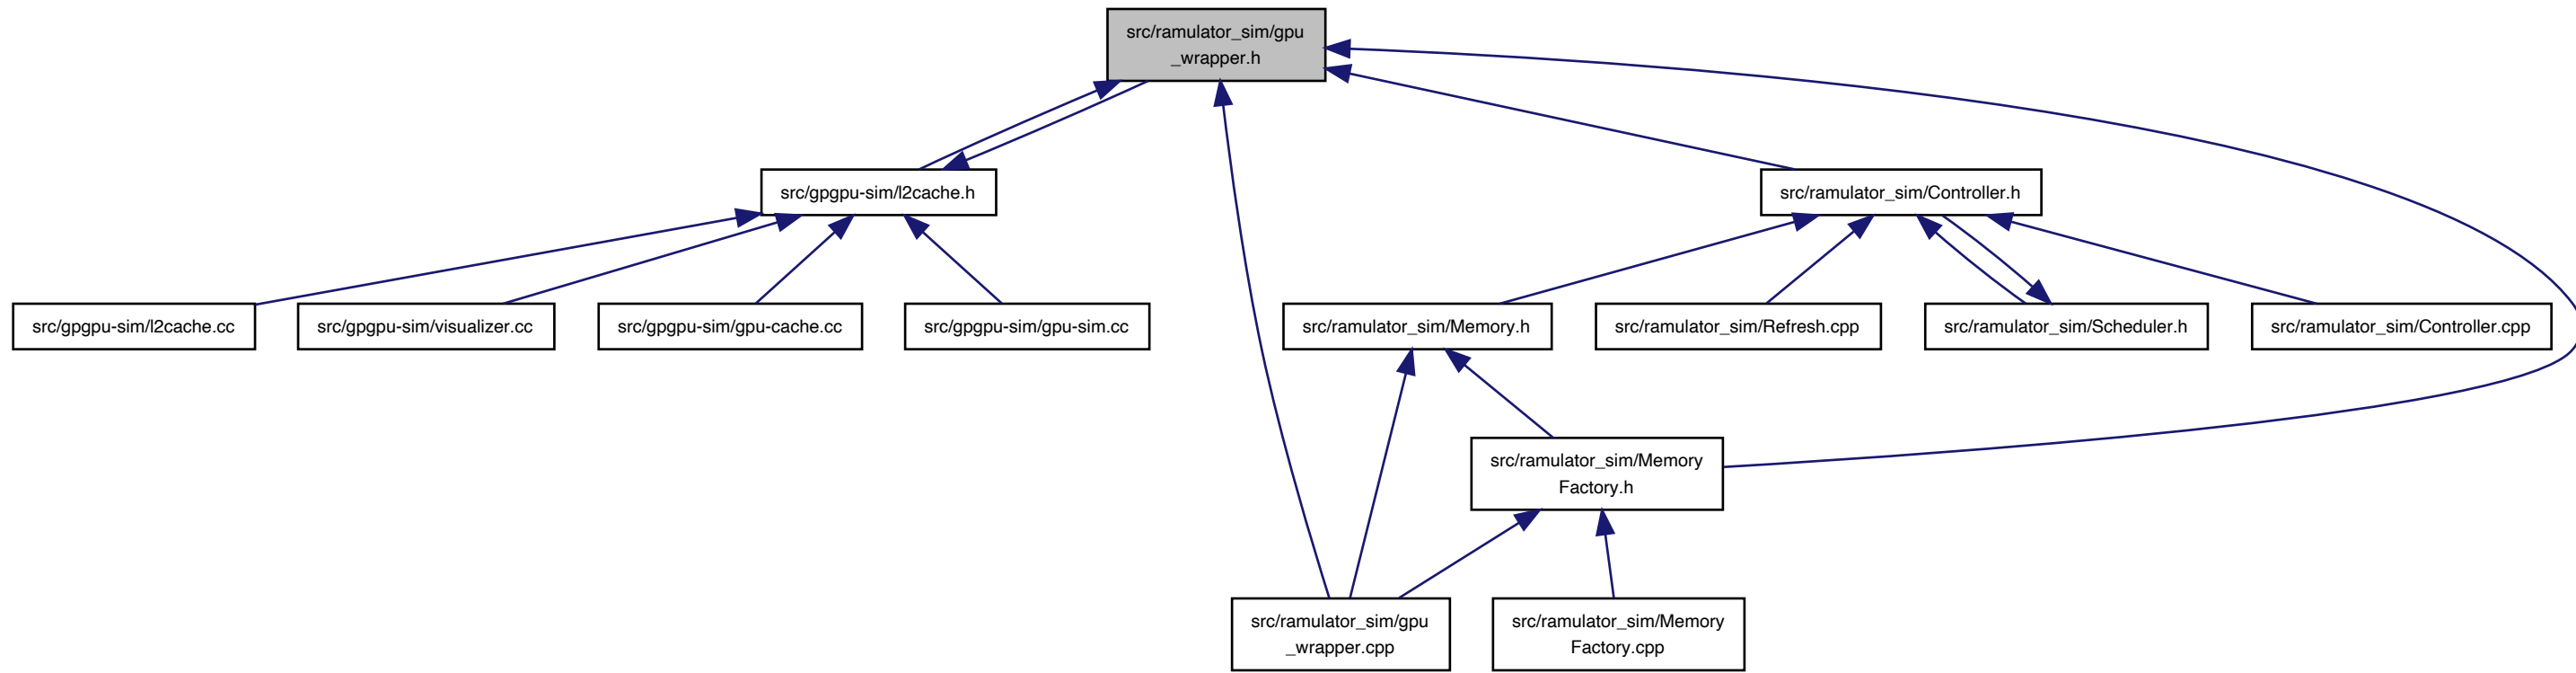 src/ramulator_sim/gpu
_wrapper.h
src/gpgpu-sim/l2cache.h
src/ramulator_sim/Controller.h
src/gpgpu-sim/l2cache.cc
src/gpgpu-sim/visualizer.cc
src/gpgpu-sim/gpu-cache.cc
src/gpgpu-sim/gpu-sim.cc
src/ramulator_sim/Memory.h
src/ramulator_sim/Refresh.cpp
src/ramulator_sim/Scheduler.h
src/ramulator_sim/Controller.cpp
src/ramulator_sim/Memory
Factory.h
src/ramulator_sim/gpu
_wrapper.cpp
src/ramulator_sim/Memory
Factory.cpp